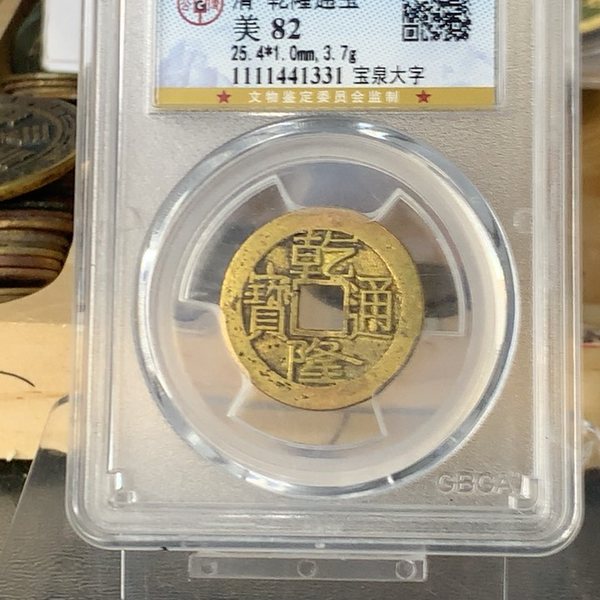 清 乾隆通宝
美 82
25.4*1.0mm,3.7g
1111441331 宝泉大字
★ 文物鉴定委员会监制 ★
乾
寶 通
隆
GBCA